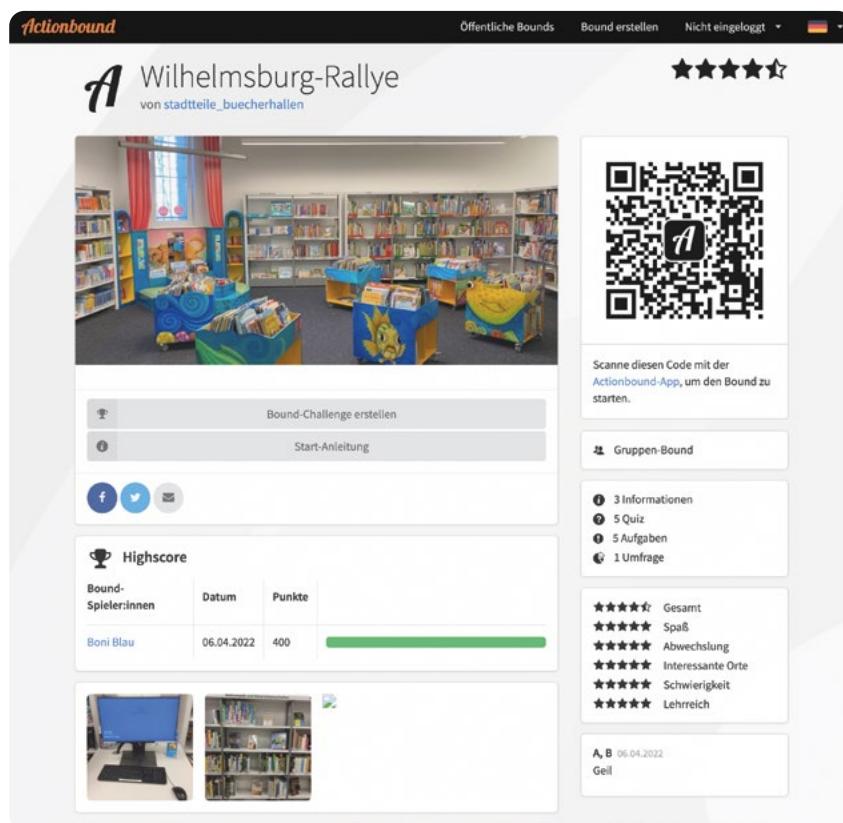 Actionbound
Öffentliche Bounds Bound erstellen Nicht eingeloggt
Wilhelmsburg-Rallye
von stadtteile_buecherhallen
Scanne diesen Code mit der
Actionbound-App, um den Bound zu
starten.
Bound-Challenge erstellen
Start-Anleitung
Gruppen-Bound
3 Informationen
5 Quiz
5 Aufgaben
1 Umfrage
Highscore
Bound-
Spieler:innen Datum Punkte
Boni Blau 06.04.2022 400
Gesamt
Spaß
Abwechslung
Interessante Orte
Schwierigkeit
Lehrreich
A, B 06.04.2022
Geil